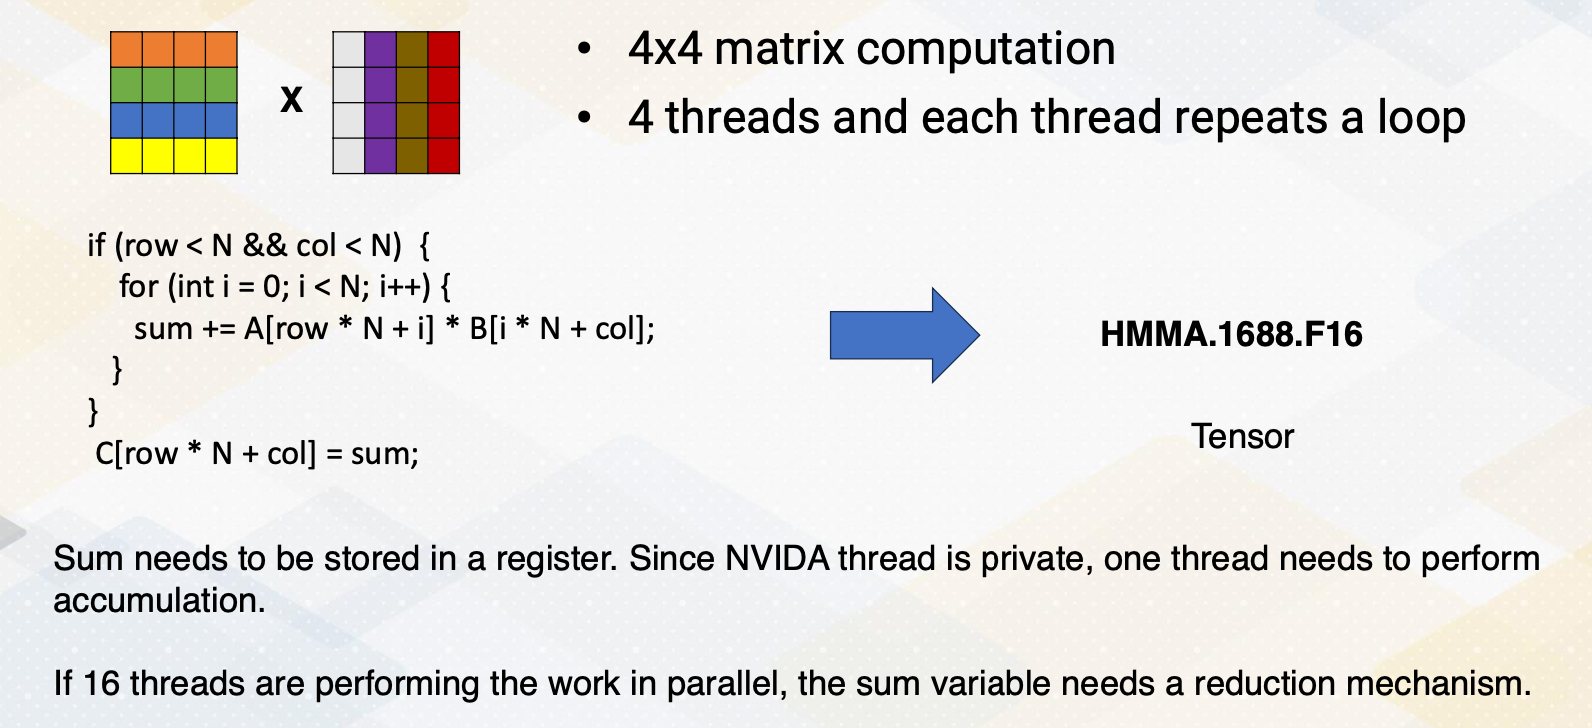 • 4x4 matrix computation
x
• 4 threads and each thread repeats a loop
if (row < N && col < N) {
for (int i = 0; i < N; i++) {
sum += A[row * N + i] * B[i * N + col];
}
}
C[row * N + col] = sum;
HMMA.1688.F16
Tensor
Sum needs to be stored in a register. Since NVIDA thread is private, one thread needs to perform
accumulation.
If 16 threads are performing the work in parallel, the sum variable needs a reduction mechanism.